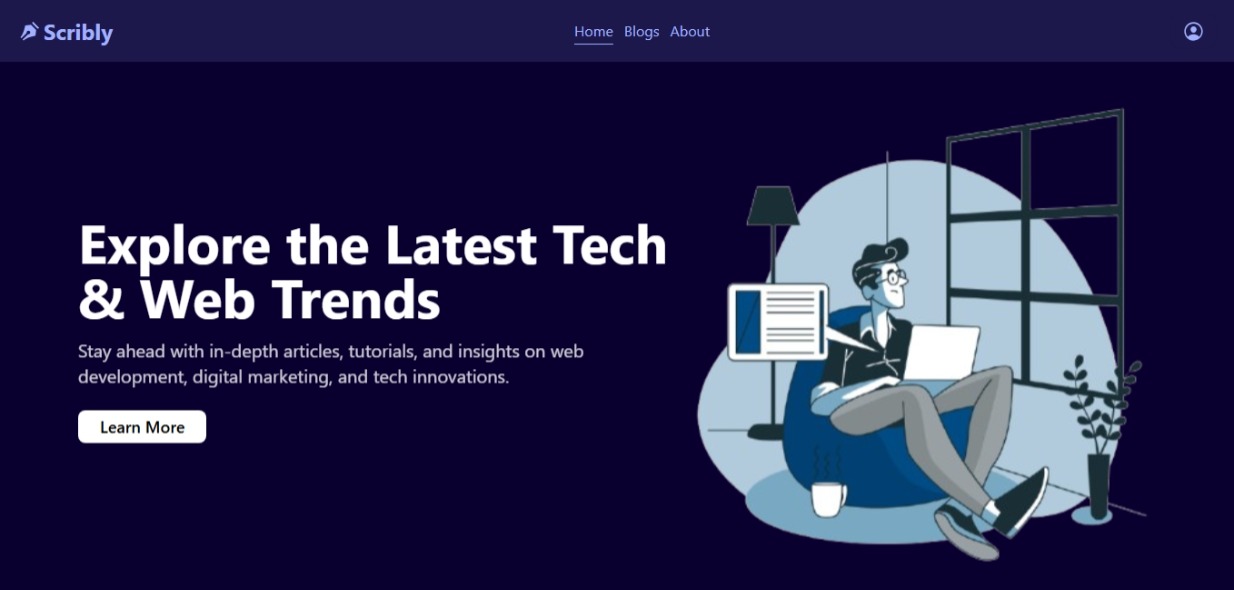 Scribly
Home Blogs About
Explore the Latest Tech
& Web Trends
Stay ahead with in-depth articles, tutorials, and insights on web
development, digital marketing, and tech innovations.
Learn More